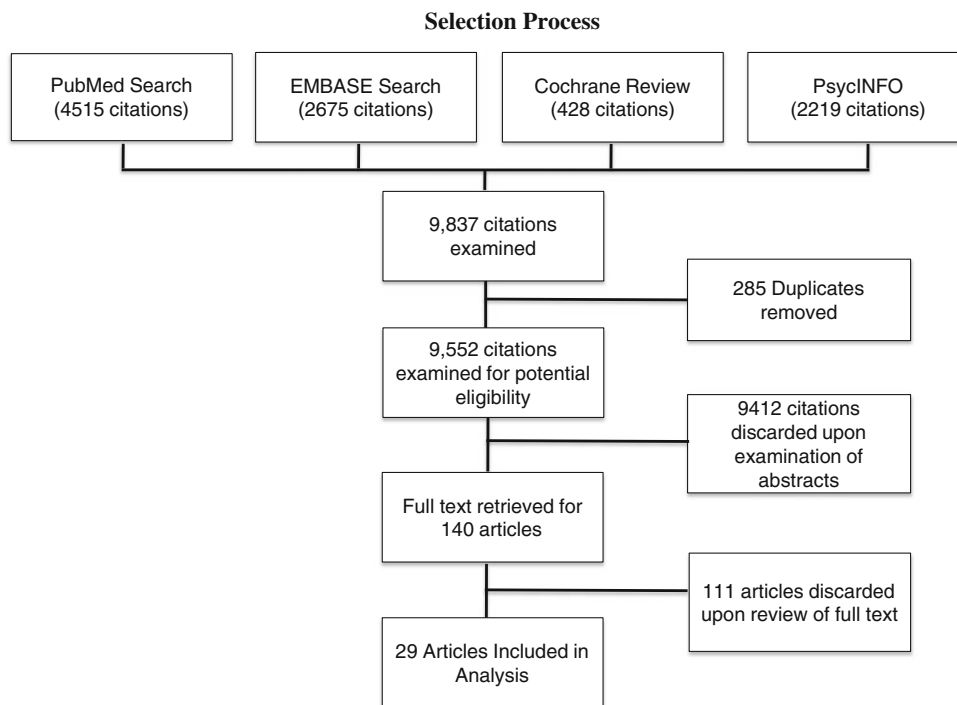 Selection Process
PubMed Search
(4515 citations)
EMBASE Search
(2675 citations)
Cochrane Review
(428 citations)
PsycINFO
(2219 citations)
9,837 citations
examined
285 Duplicates
removed
9,552 citations
examined for potential
eligibility
9412 citations
discarded upon
examination of
abstracts
Full text retrieved for
140 articles
111 articles discarded
upon review of full text
29 Articles Included in
Analysis